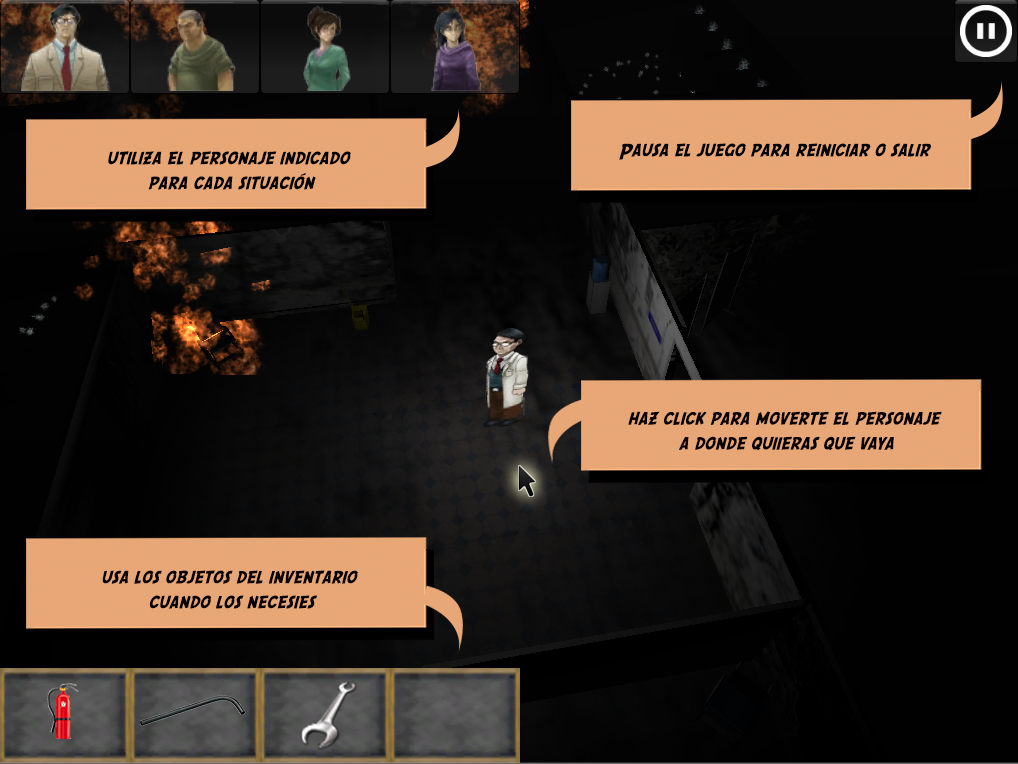 UTILIZA EL PERSONAJE INDICADO
PARA CADA SITUACIÓN
PAUSA EL JUEGO PARA REINICIAR O SALIR
HAZ CLICK PARA MOVERTE EL PERSONAJE
A DONDE QUIIERAS QUE VAYA
USA LOS OBJETOS DEL INVENTARIO
CUANDO LOS NECESIES